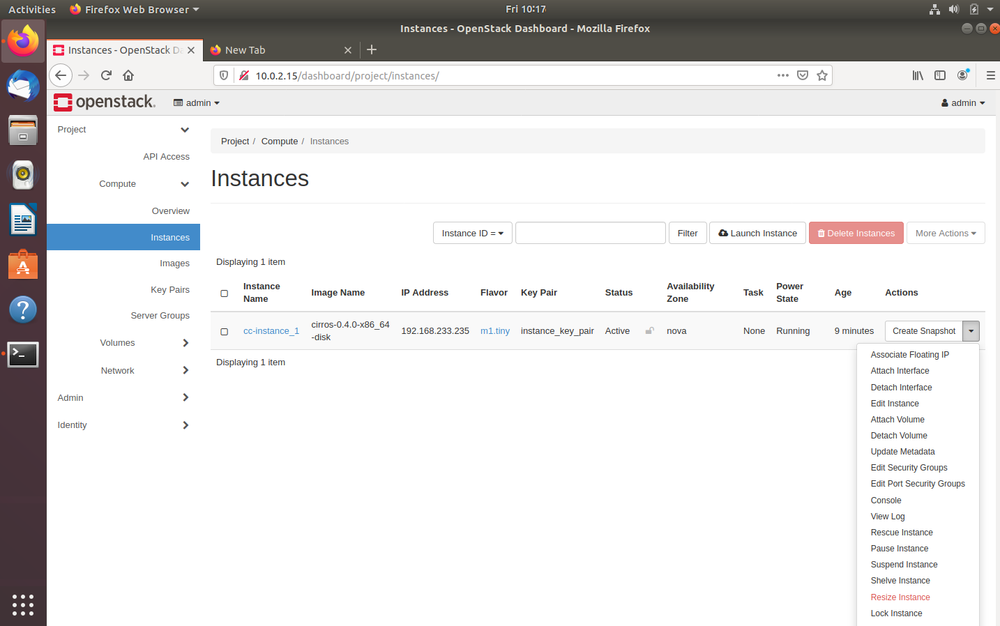 Activities
Firefox Web Browser
Fri 10:17
Instances - OpenStack Dashboard - Mozilla Firefox
Instances - OpenStack Da
New Tab
10.0.2.15/dashboard/project/instances/
openstack.
admin
admin
Project
API Access
Compute
Overview
Instances
Images
Key Pairs
Server Groups
Volumes
Network
Admin
Identity
Project / Compute / Instances
Instances
Instance ID =
Filter
Launch Instance
Delete Instances
More Actions
Displaying 1 item
Instance Name
Image Name
IP Address
Flavor
Key Pair
Status
Availability Zone
Task
Power State
Age
Actions
cc-instance_1
cirros-0.4.0-x86_64
-disk
192.168.233.235
m1.tiny
instance_key_pair
Active
nova
None
Running
9 minutes
Create Snapshot
Displaying 1 item
Associate Floating IP
Attach Interface
Detach Interface
Edit Instance
Attach Volume
Detach Volume
Update Metadata
Edit Security Groups
Edit Port Security Groups
Console
View Log
Rescue Instance
Pause Instance
Suspend Instance
Shelve Instance
Resize Instance
Lock Instance